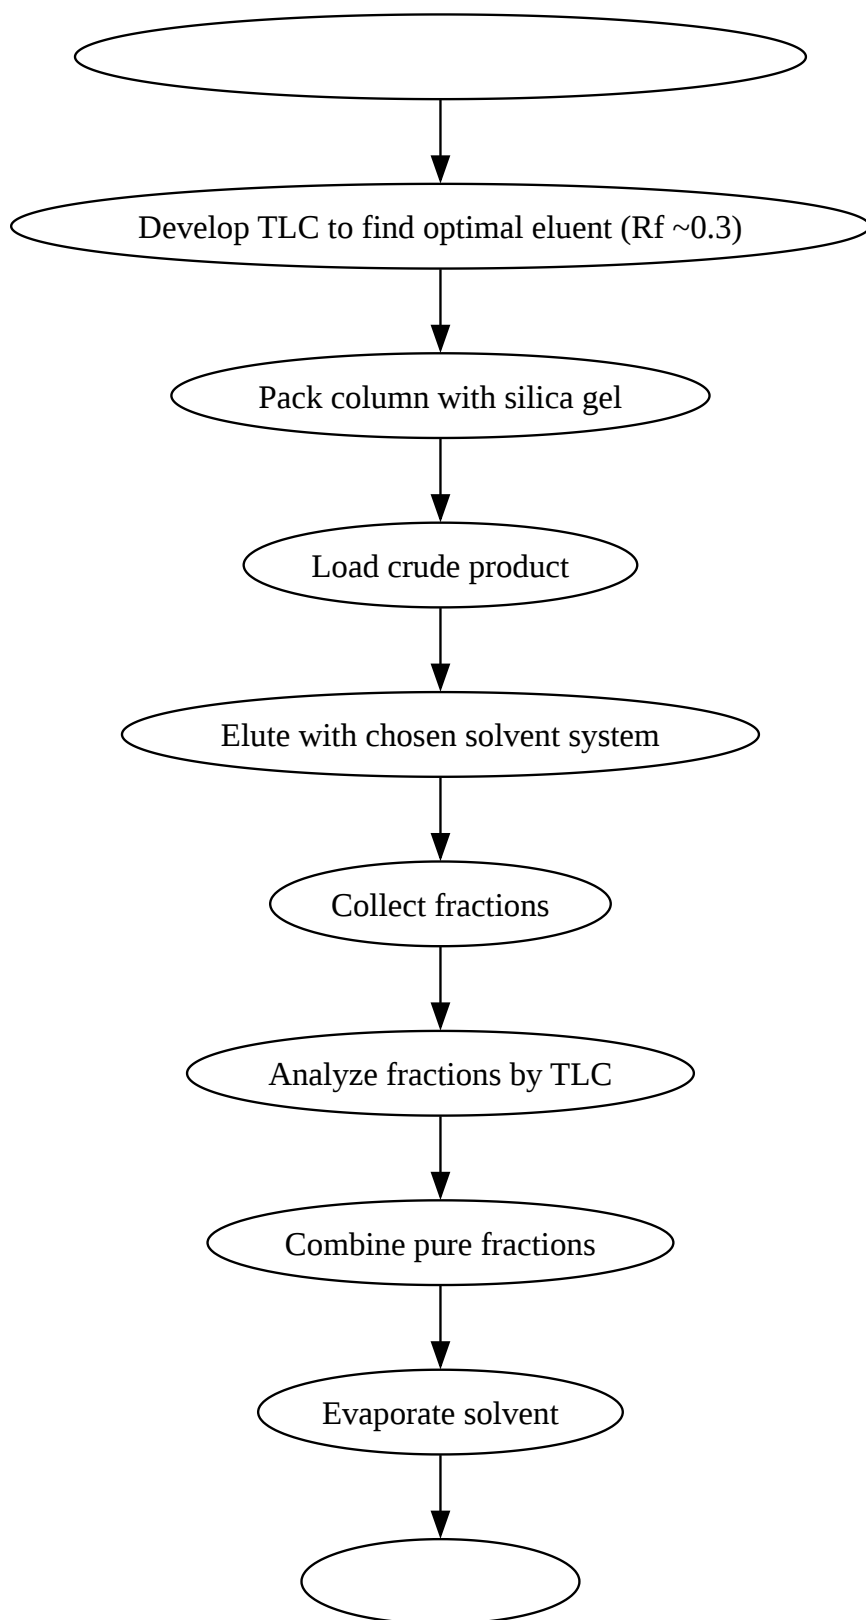 Develop TLC to find optimal eluent (Rf ~0.3)
Pack column with silica gel
Load crude product
Elute with chosen solvent system
Collect fractions
Analyze fractions by TLC
Combine pure fractions
Evaporate solvent